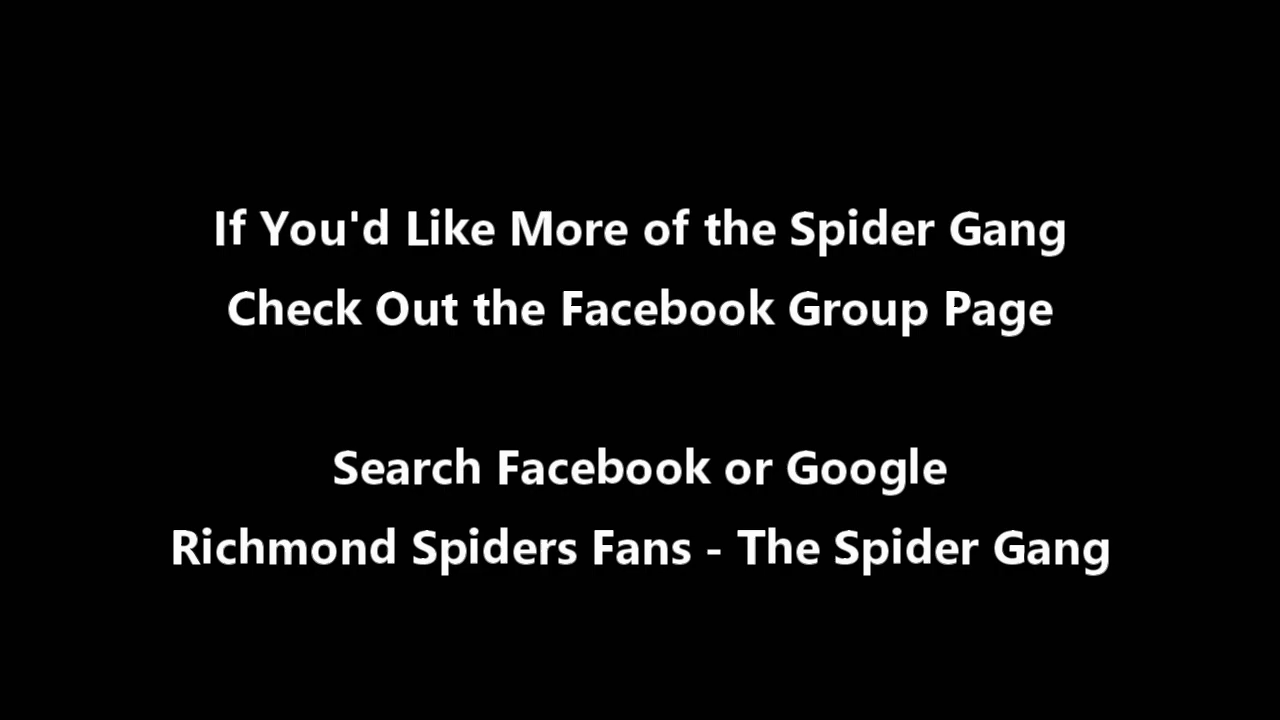 If You'd Like More of the Spider Gang
Check Out the Facebook Group Page
Search Facebook or Google
Richmond Spiders Fans - The Spider Gang